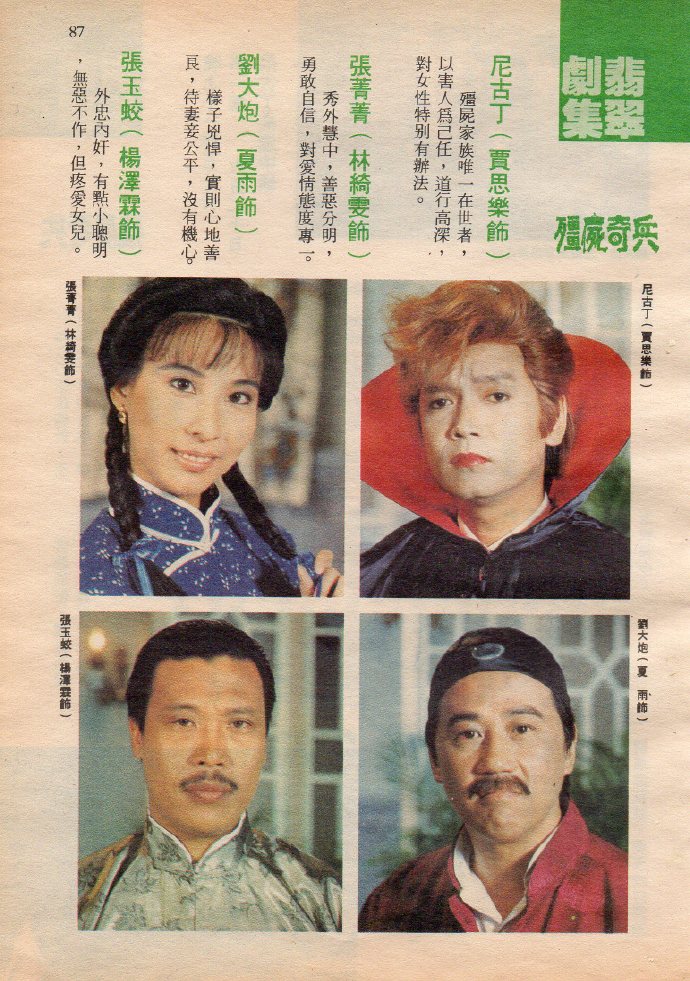 翡翠
劇集
殭屍奇兵
尼古丁（賈思樂飾）
殭屍家族唯一在世者，
以害人爲己任，道行高深，
對女性特別有辦法。
張菁菁（林綺雯飾）
秀外慧中，善惡分明，
勇敢自信，對愛情態度專一。
劉大炮（夏雨飾）
樣子兇悍，實則心地善
良，待妻妾公平，沒有機心。
張玉蛟（楊澤霖飾）
外忠內奸，有點小聰明
，無惡不作，但疼愛女兒。
87
尼古丁（賈思樂飾）
張菁菁（林綺雯飾）
劉大炮（夏　雨飾）
張玉蛟（楊澤霖飾）